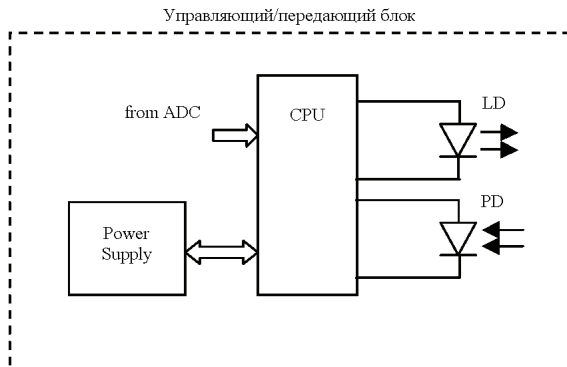 Управляющий/передающий блок
from ADC
CPU
LD
PD
Power
Supply